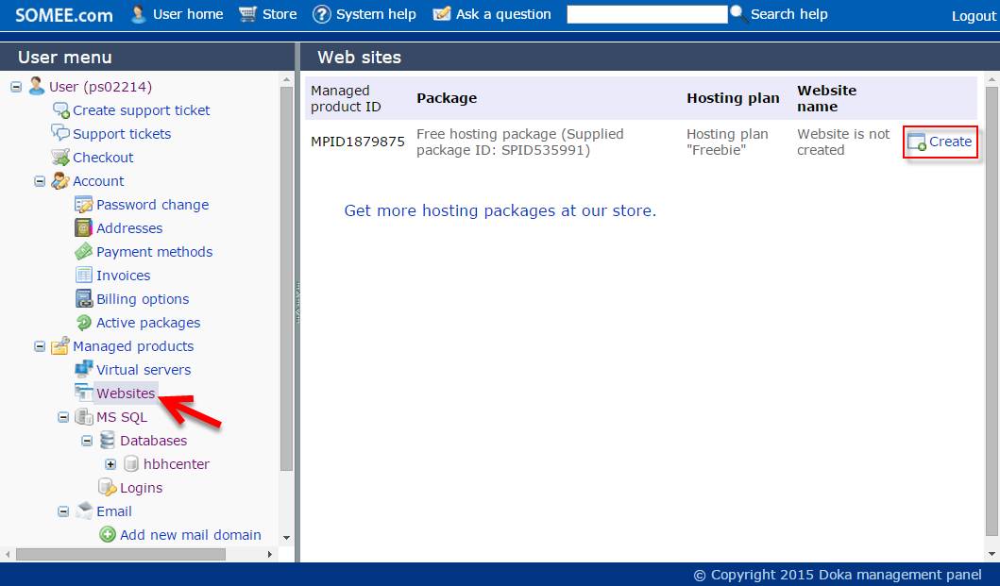 SOMEE.com User home Store System help Ask a question Search help Logout
User menu
User (ps02214)
Create support ticket
Support tickets
Checkout
Account
Password change
Addresses
Payment methods
Invoices
Billing options
Active packages
Managed products
Virtual servers
Websites
MS SQL
Databases
hbhcenter
Logins
Email
Add new mail domain
Web sites
Managed
product ID
Package
Hosting plan
Website
name
MPID1879875
Free hosting package (Supplied
package ID: SPID535991)
Hosting plan
"Freebie"
Website is not
created
Create
Get more hosting packages at our store.
© Copyright 2015 Doka management panel